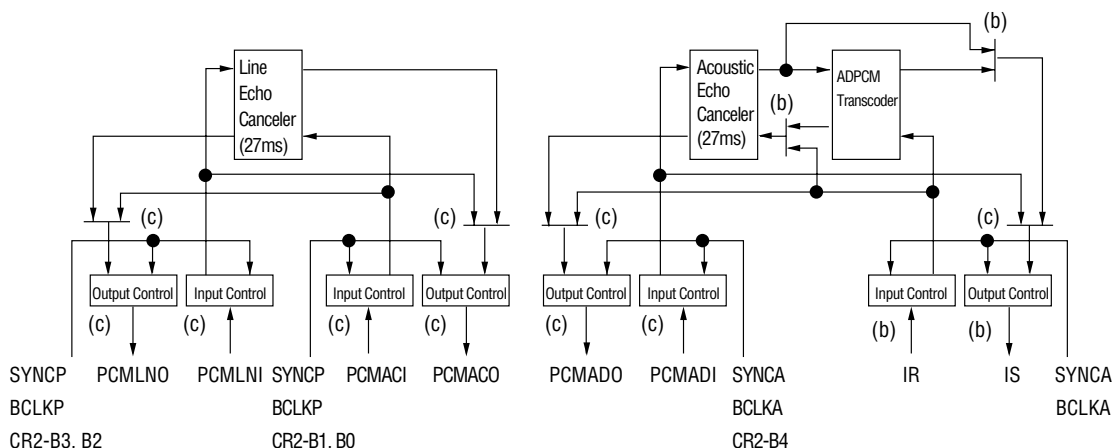 (b)
Line
Echo
Canceler
(27ms)
Acoustic
Echo
Canceler
(27ms)
(b)
ADPCM
Transcoder
(c)
(c)
(c)
(c)
Output Control
Input Control
Input Control
Output Control
Output Control
Input Control
Input Control
Output Control
(c)
(c)
(c)
(c)
(c)
(c)
(b)
(b)
SYNCP
PCMLNO
PCMLNI
SYNCP
PCMACI
PCMACO
PCMADO
PCMADI
SYNCA
IR
IS
SYNCA
BCLKP
BCLKP
BCLKA
BCLKA
CR2-B3, B2
CR2-B1, B0
CR2-B4